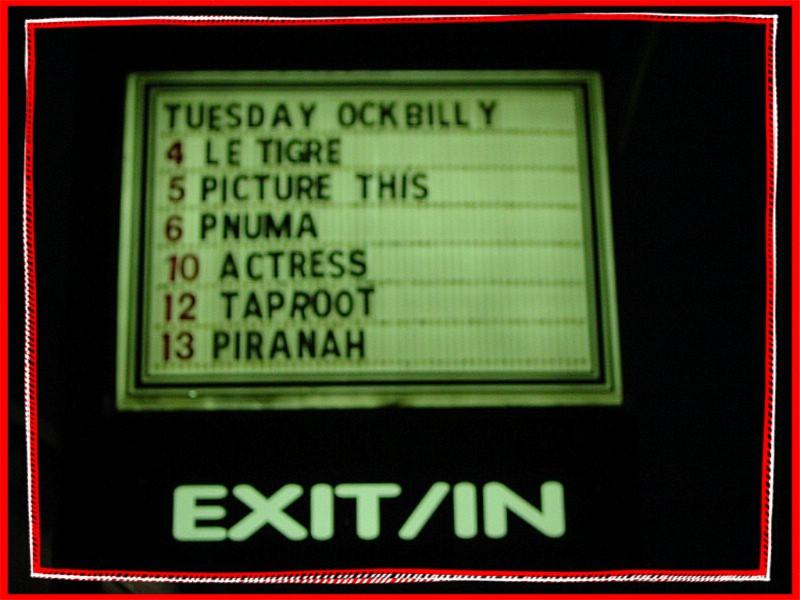 TUESDAY OCKBILLY
4 LE TIGRE
5 PICTURE THIS
6 PNUMA
10 ACTRESS
12 TAPROOT
13 PIRANAH
EXIT/IN